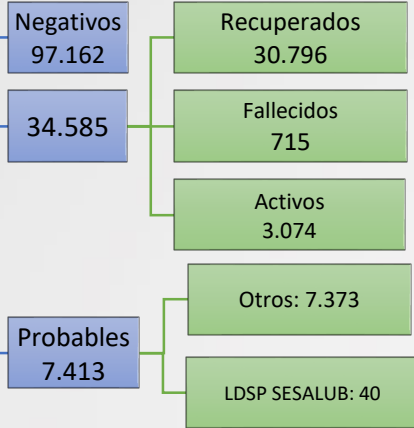 Negativos
97.162
34.585
Recuperados
30.796
Fallecidos
715
Activos
3.074
Probables
7.413
Otros: 7.373
LDSP SESALUB: 40